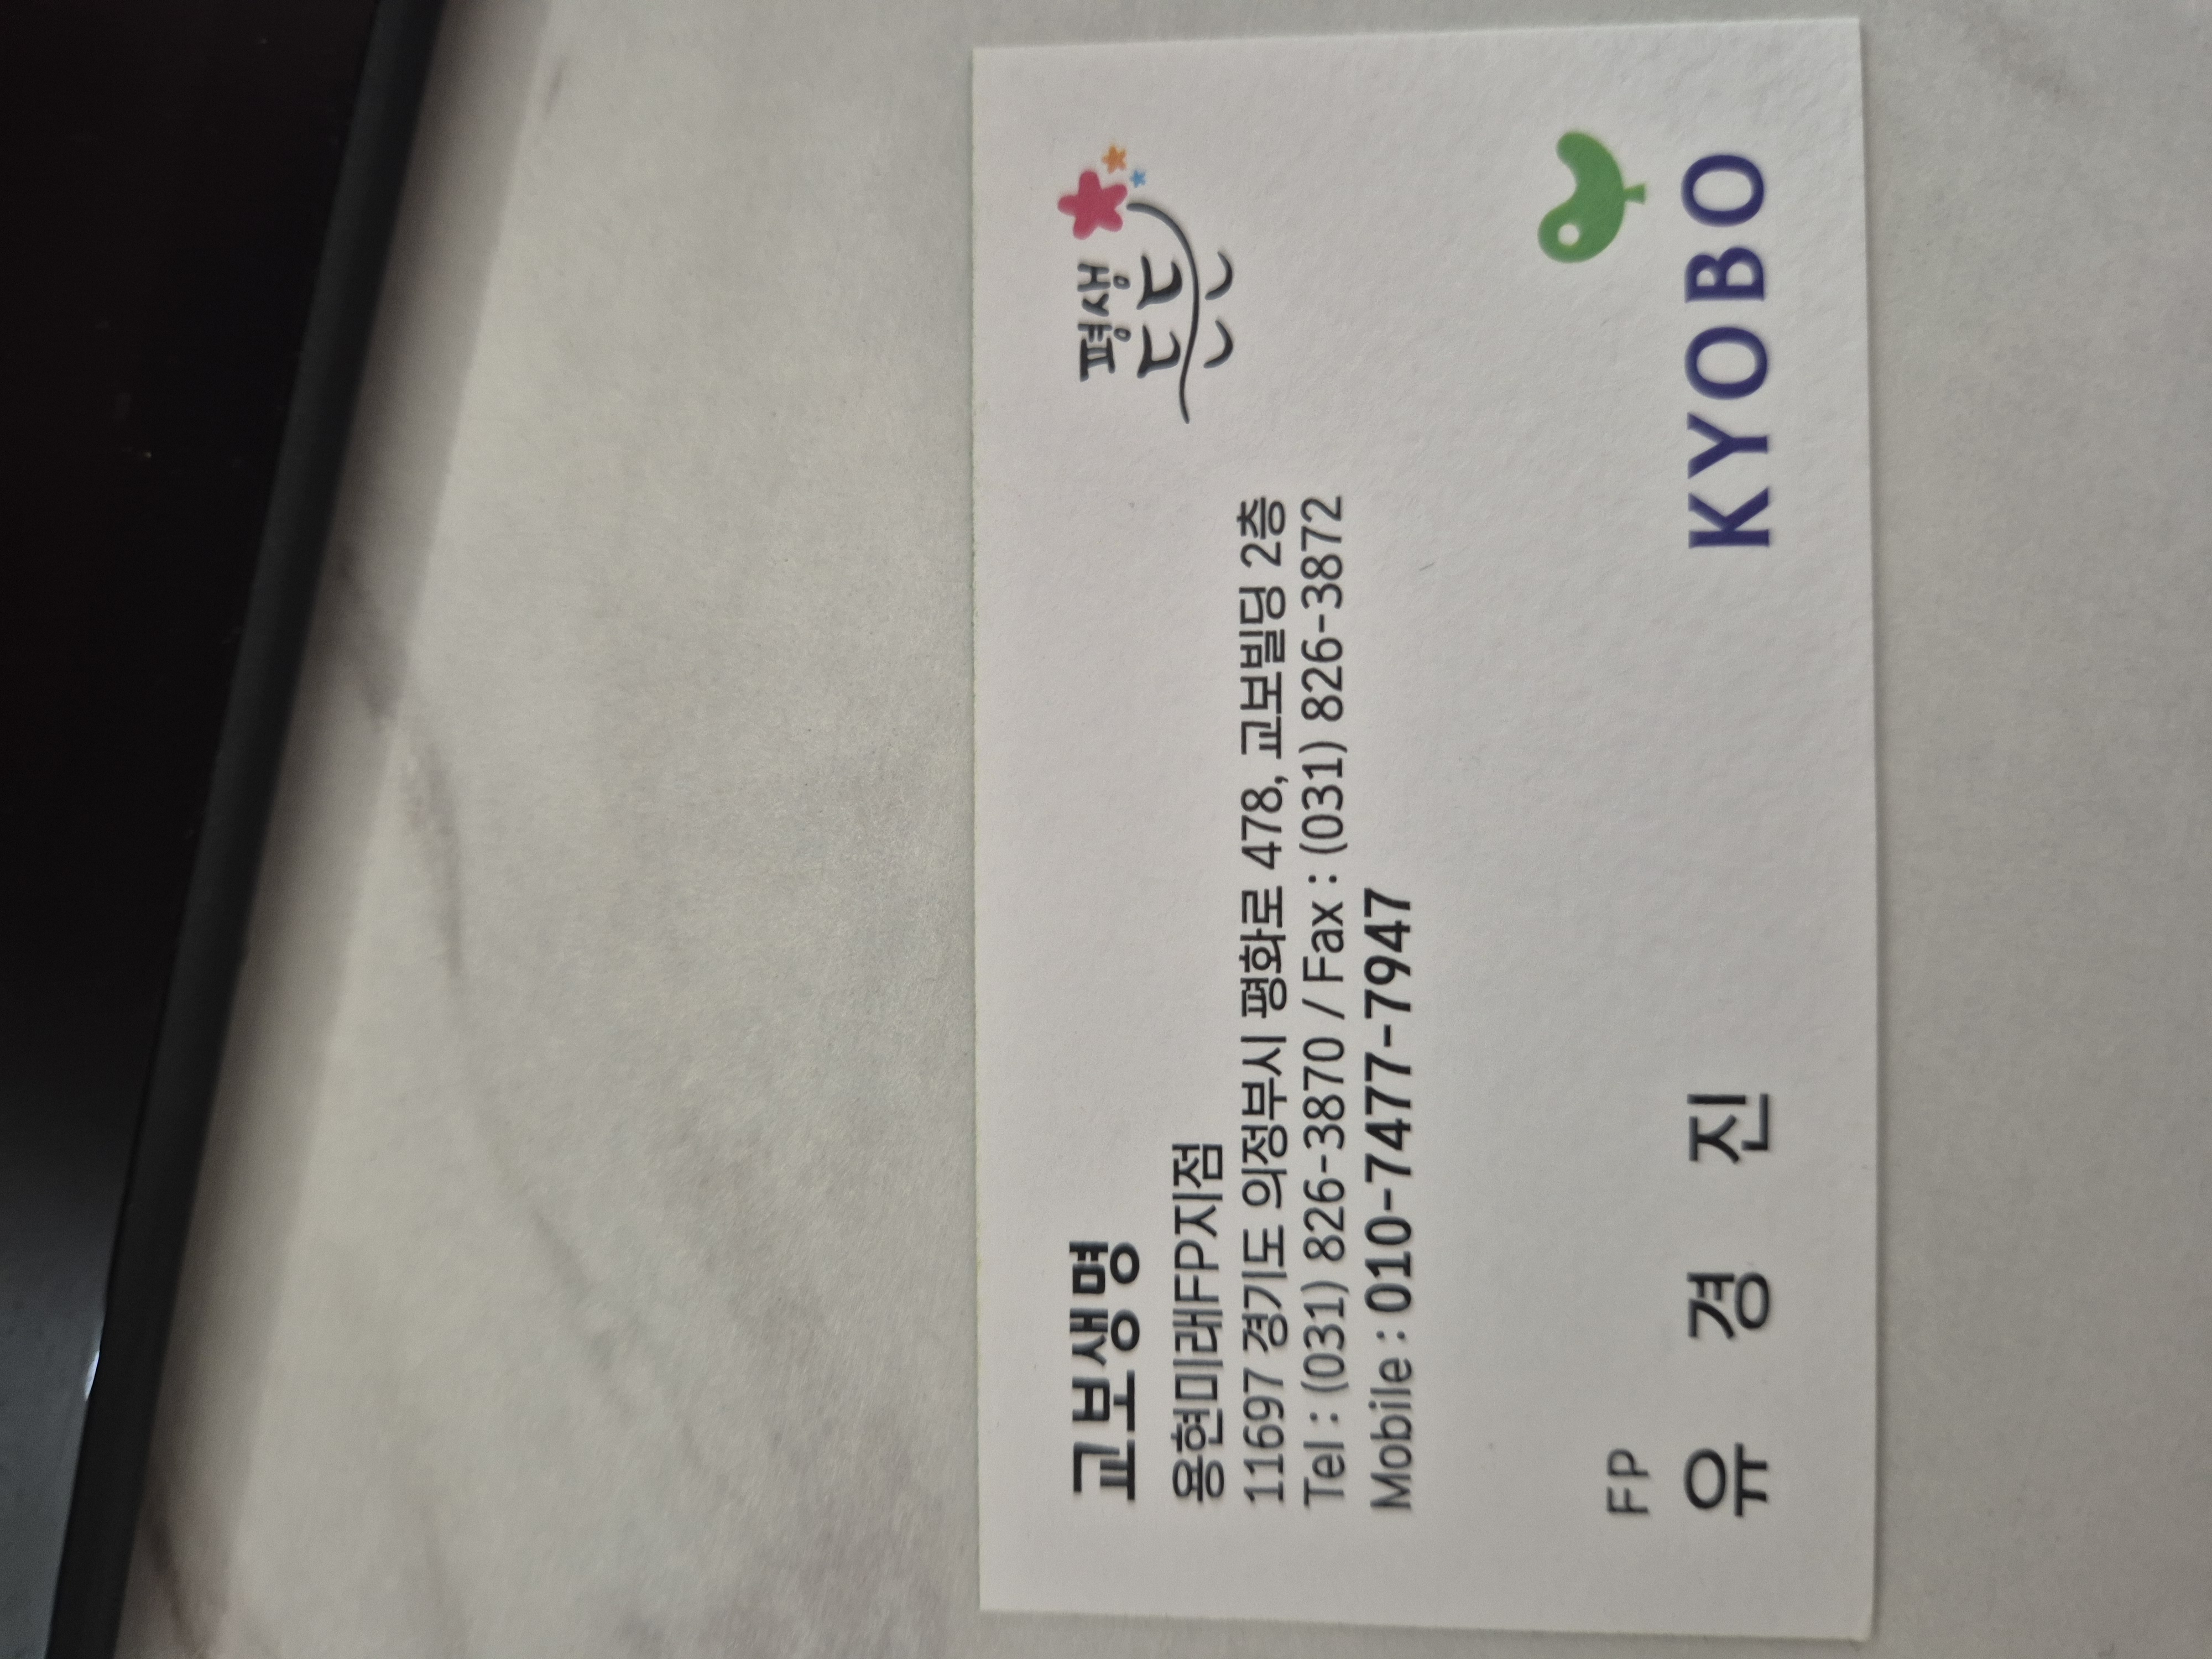 교보생명
용현미래FP지점
11697 경기도 의정부시 평화로 478, 교보빌딩 2층
Tel : (031) 826-3870 / Fax : (031) 826-3872
Mobile : 010-7477-7947
평생
든든
FP
유 경 진
KYOBO